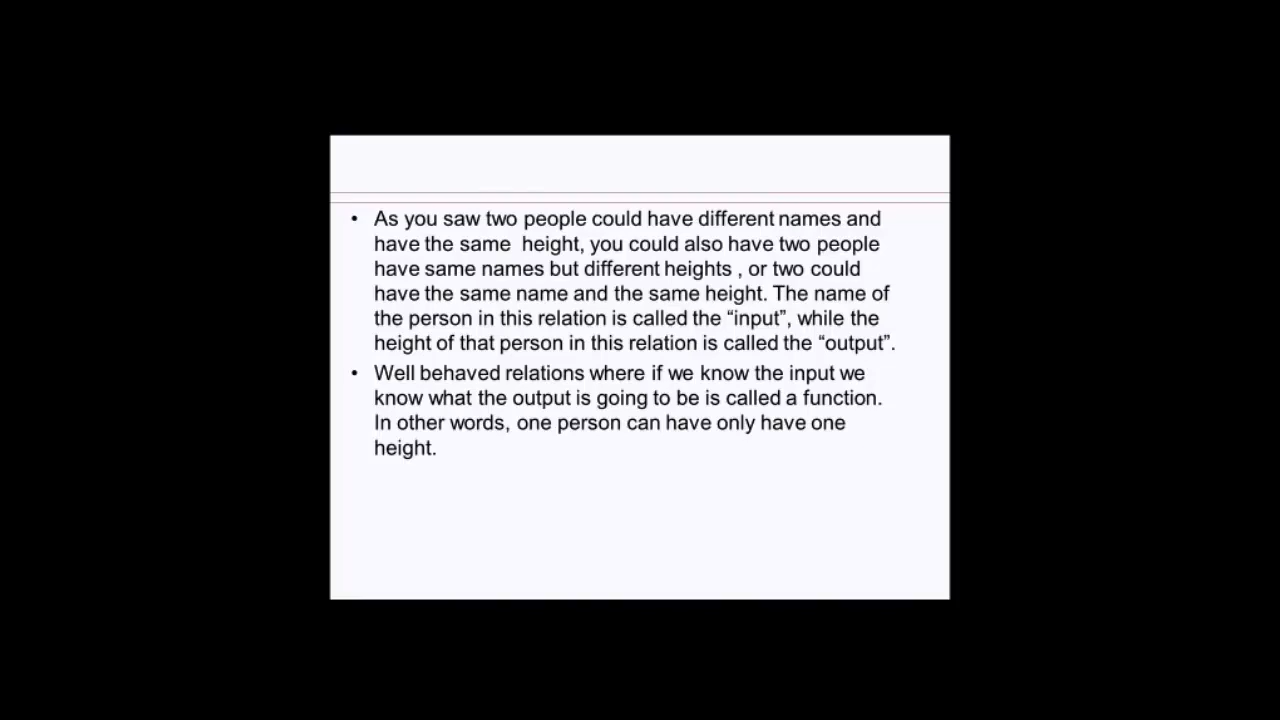 • As you saw two people could have different names and
have the same  height, you could also have two people
have same names but different heights , or two could
have the same name and the same height. The name of
the person in this relation is called the “input”, while the
height of that person in this relation is called the “output”.
• Well behaved relations where if we know the input we
know what the output is going to be is called a function.
In other words, one person can have only have one
height.